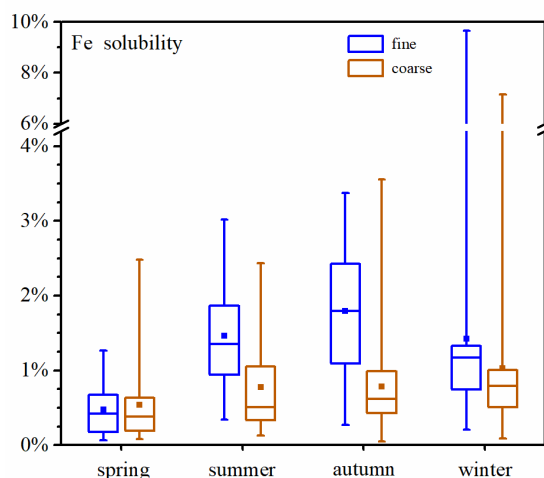 10%
Fe solubility
fine
coarse
8%
6%
4%
3%
2%
1%
0%
spring summer autumn winter